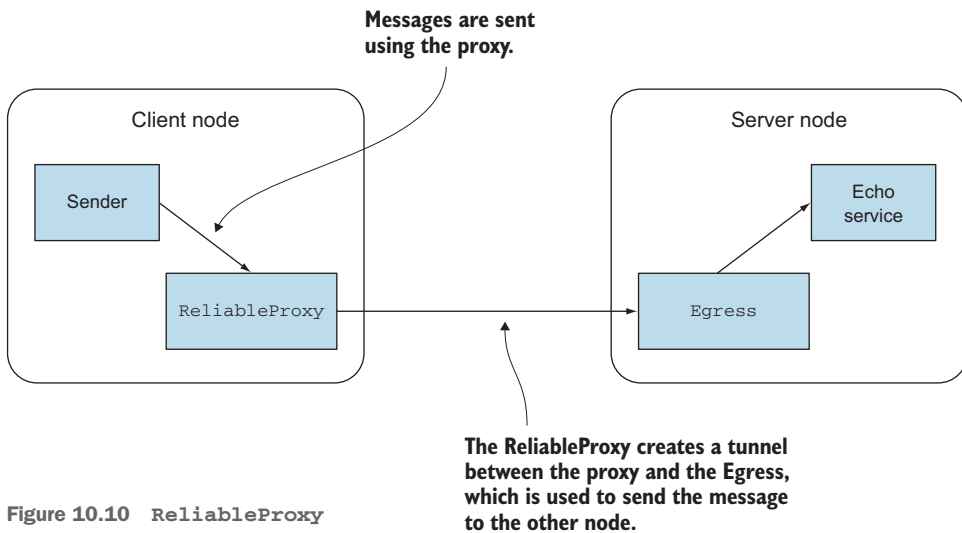 Messages are sent
using the proxy.
Client node
Server node
Sender
Echo
service
ReliableProxy
Egress
The ReliableProxy creates a tunnel
between the proxy and the Egress,
which is used to send the message
to the other node.
Figure 10.10 ReliableProxy